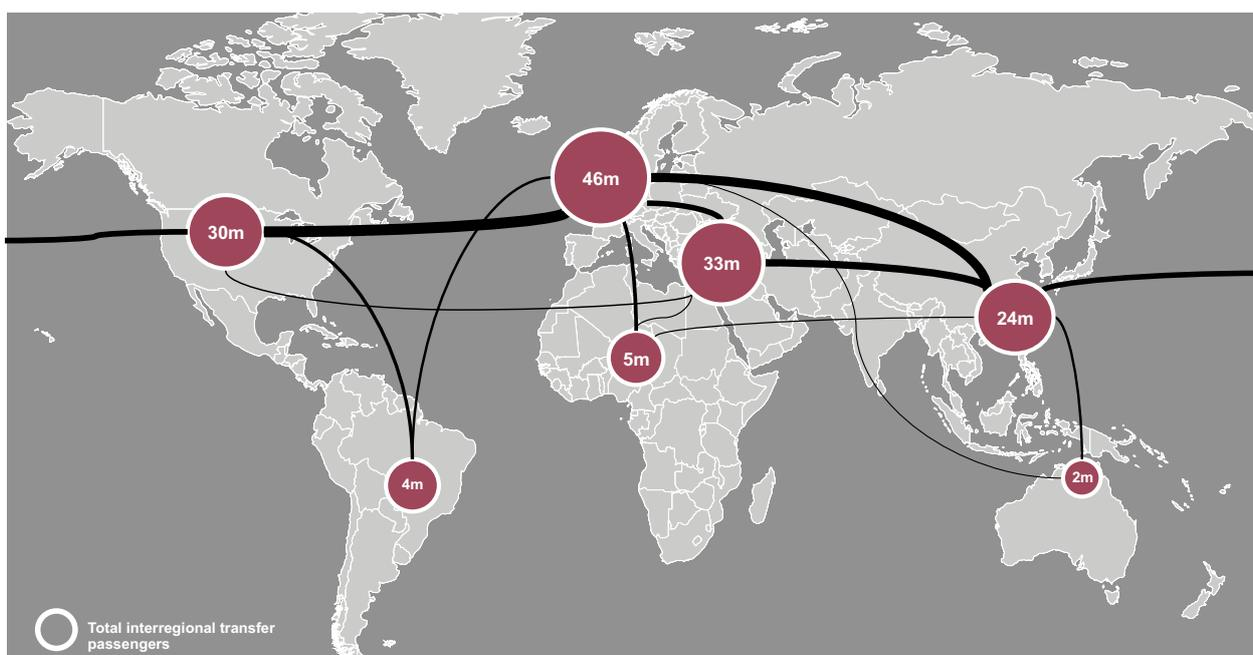 46m
30m
33m
24m
5m
4m
2m
Total interregional transfer
passengers